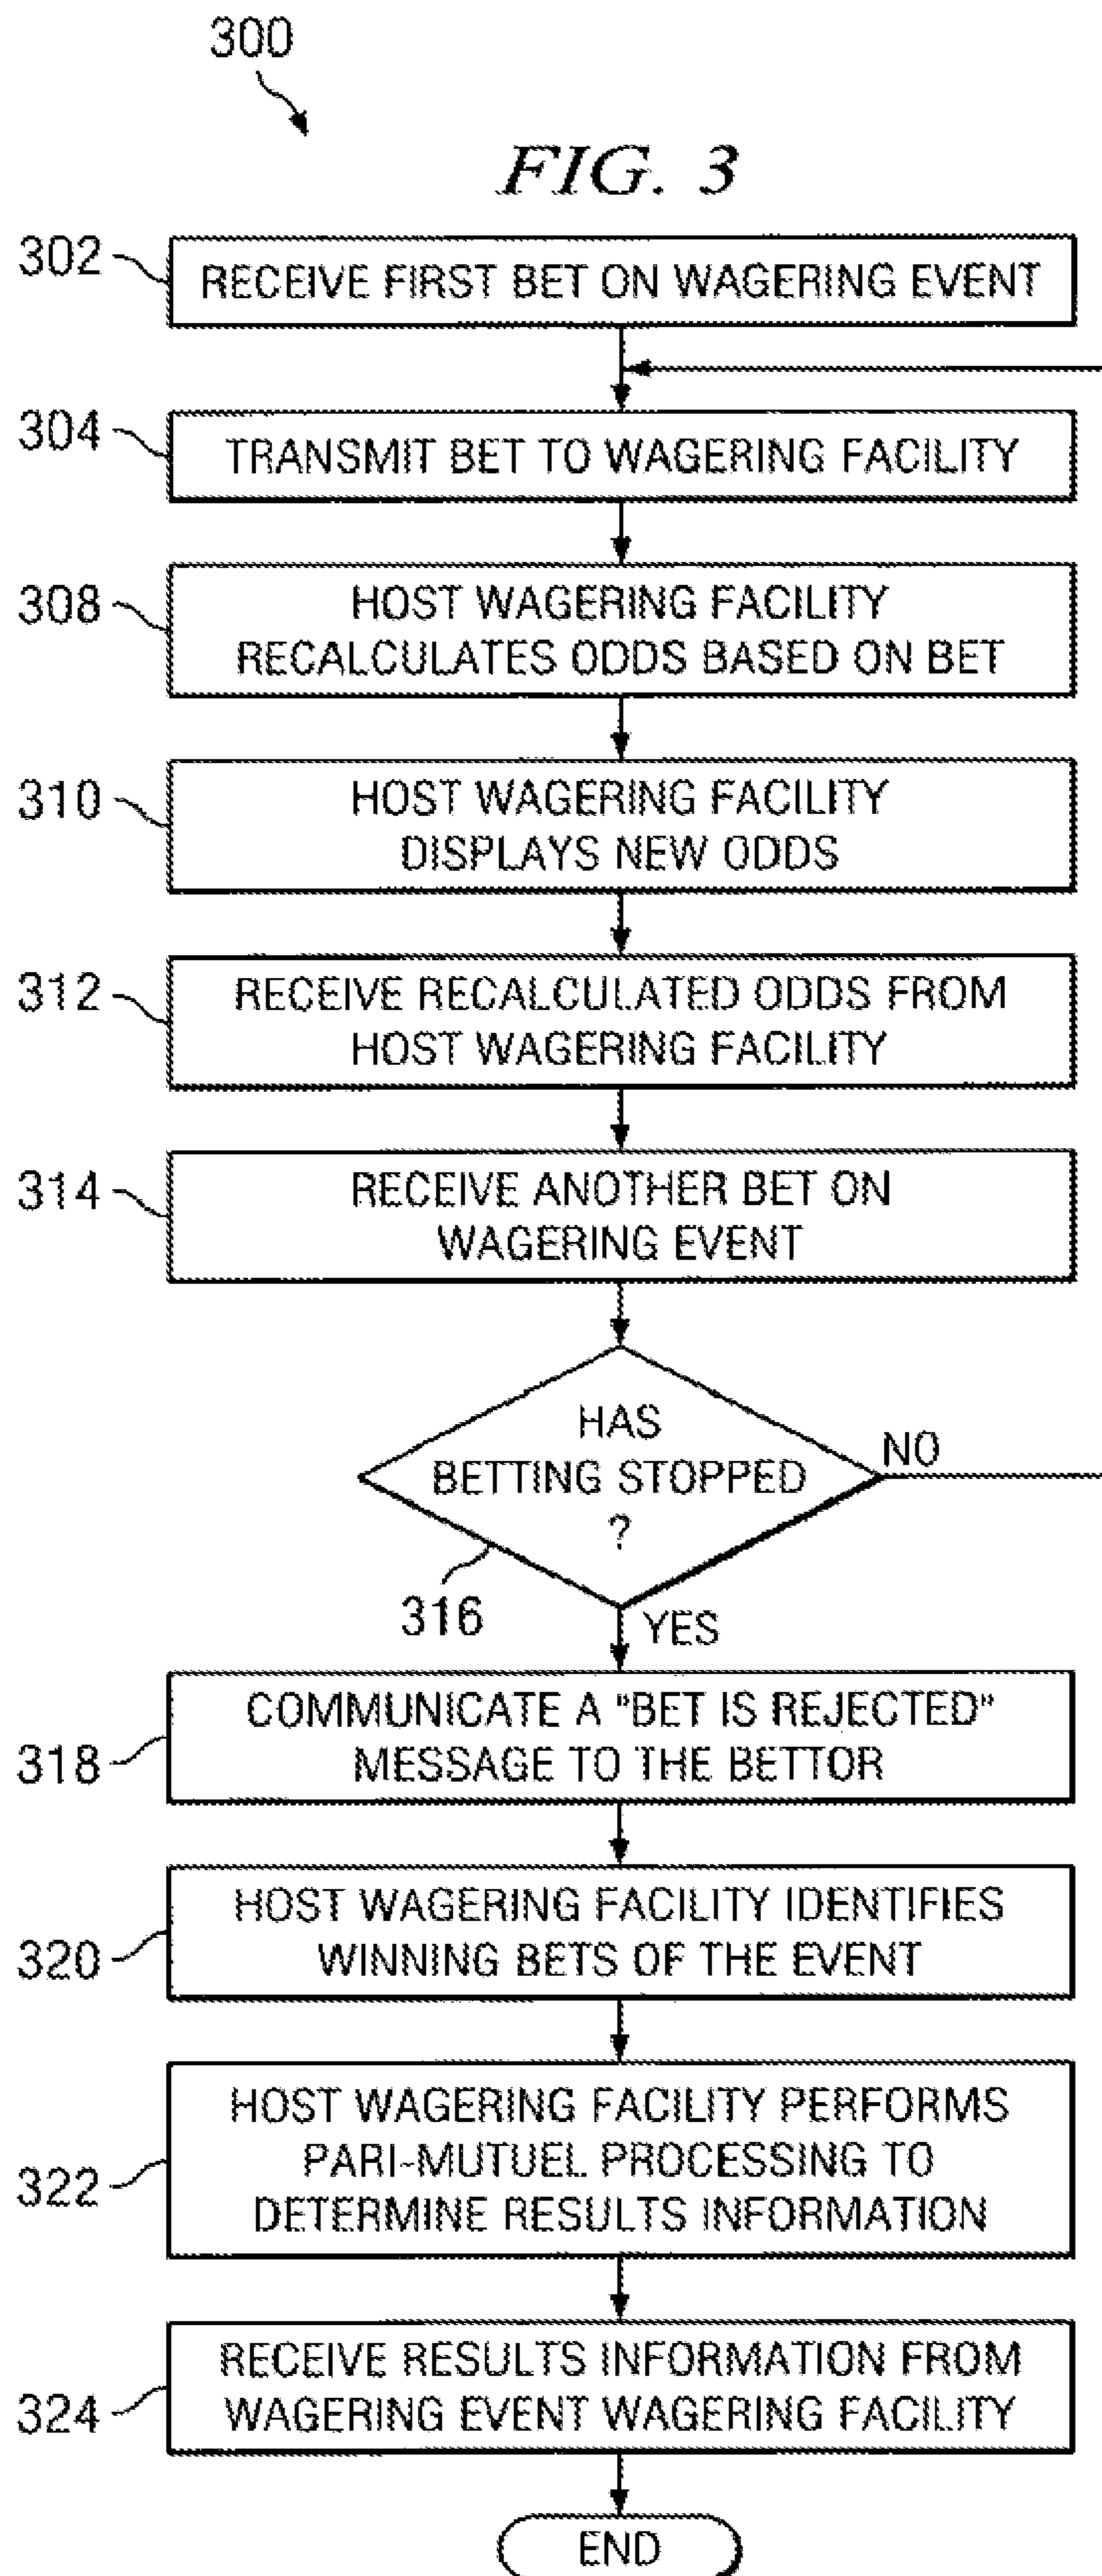 300
FIG. 3
302
RECEIVE FIRST BET ON WAGERING EVENT
304
TRANSMIT BET TO WAGERING FACILITY
308
HOST WAGERING FACILITY
RECALCULATES ODDS BASED ON BET
310
HOST WAGERING FACILITY
DISPLAYS NEW ODDS
312
RECEIVE RECALCULATED ODDS FROM
HOST WAGERING FACILITY
314
RECEIVE ANOTHER BET ON
WAGERING EVENT
HAS
BETTING STOPPED
?
NO
316
YES
318
COMMUNICATE A "BET IS REJECTED"
MESSAGE TO THE BETTOR
320
HOST WAGERING FACILITY IDENTIFIES
WINNING BETS OF THE EVENT
322
HOST WAGERING FACILITY PERFORMS
PARI-MUTUEL PROCESSING TO
DETERMINE RESULTS INFORMATION
324
RECEIVE RESULTS INFORMATION FROM
WAGERING EVENT WAGERING FACILITY
END